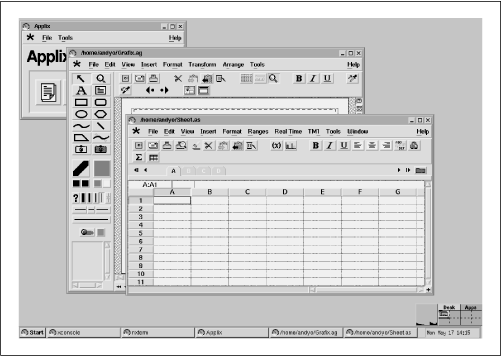 Applix
File Tools Help
Applix
/home/andyo/Grafix.ag
File Edit View Insert Format Transform Arrange Tools Help
B I U
A
/home/andyo/Sheet.as
File Edit View Insert Format Ranges Real Time TM1 Tools Window Help
(x) B I U
Σ
A
A:A1
A B C D E F G
1
2
3
4
5
6
7
8
9
10
11
?
Desk Apps
Start xconsole nxterm Applix /home/andyo/Grafix.ag /home/andyo/Sheet.as Mon May 17 14:35